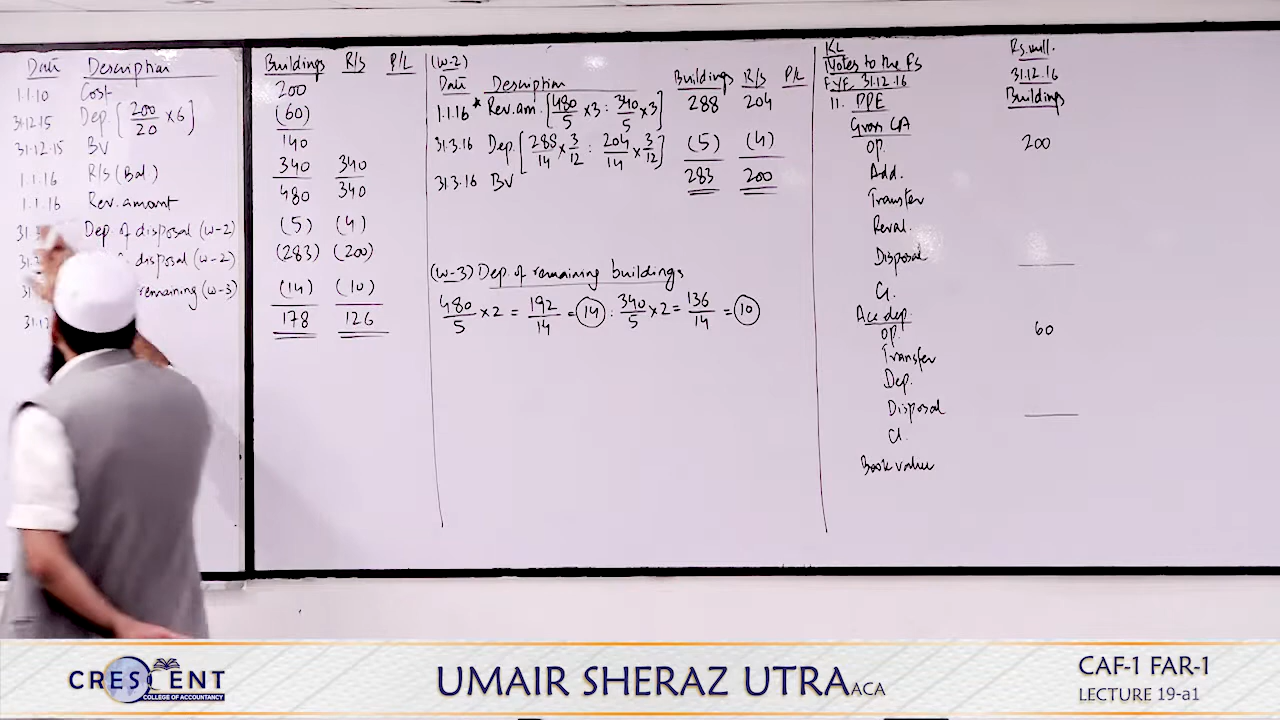 Date Description Buildings R/S P/L
1.1.10 Cost 200
31.12.15 Dep [200/20 x 6] (60)
140
31.12.15 BV
1.1.16 R/S (Bal.) 340 340
1.1.16 Rev. amount 480 340
Dep. of disposal (w-2) (5) (4)
disposal (w-2) (283) (200)
remaining (w-3) (14) (10)
178 126
(w-2)
Date Description Buildings R/S P/L
1.1.16 * Rev. am. [480/5 x 3 : 340/5 x 3] 288 204
31.3.16 Dep. [288/14 x 3/12 : 204/14 x 3/12] (5) (4)
31.3.16 BV 283 200
(w-3) Dep. of remaining buildings
480/5 x 2 = 192/14 = 14 : 340/5 x 2 = 136/14 = 10
KL Rs. mill.
Notes to the FS
FYE 31.12.16 31.12.16
11. PPE Buildings
Gross CA
Op. 200
Add.
Transfer
Reval.
Disposal
Cl.
Acc dep.
Op. 60
Transfer
Dep.
Disposal
Cl.
Book value
CRESCENT
COLLEGE OF ACCOUNTANCY
UMAIR SHERAZ UTRA ACA
CAF-1 FAR-1
LECTURE 19-a1